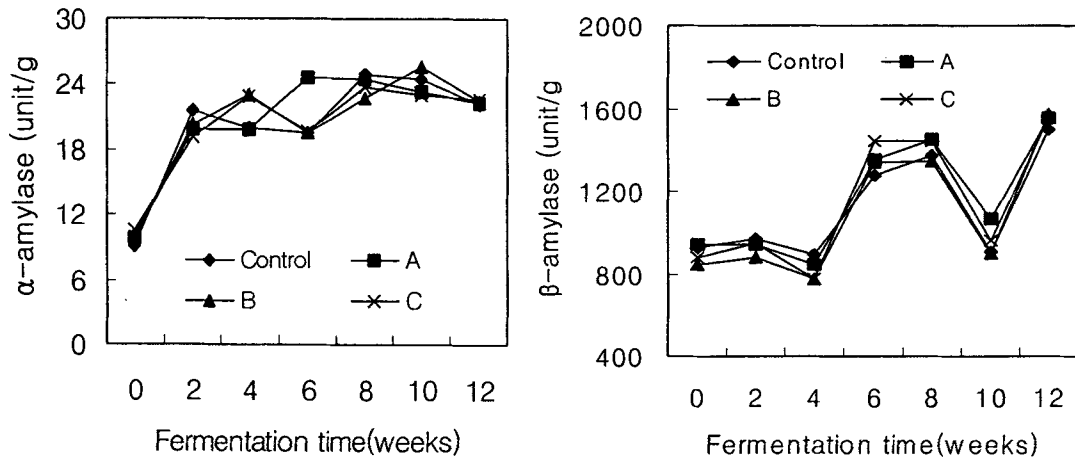 α-amylase (unit/g)
30
24
18
12
6
0
Control
A
B
C
0 2 4 6 8 10 12
Fermentation time(weeks)
β-amylase (unit/g)
2000
1600
1200
800
400
Control
A
B
C
0 2 4 6 8 10 12
Fermentation time(weeks)